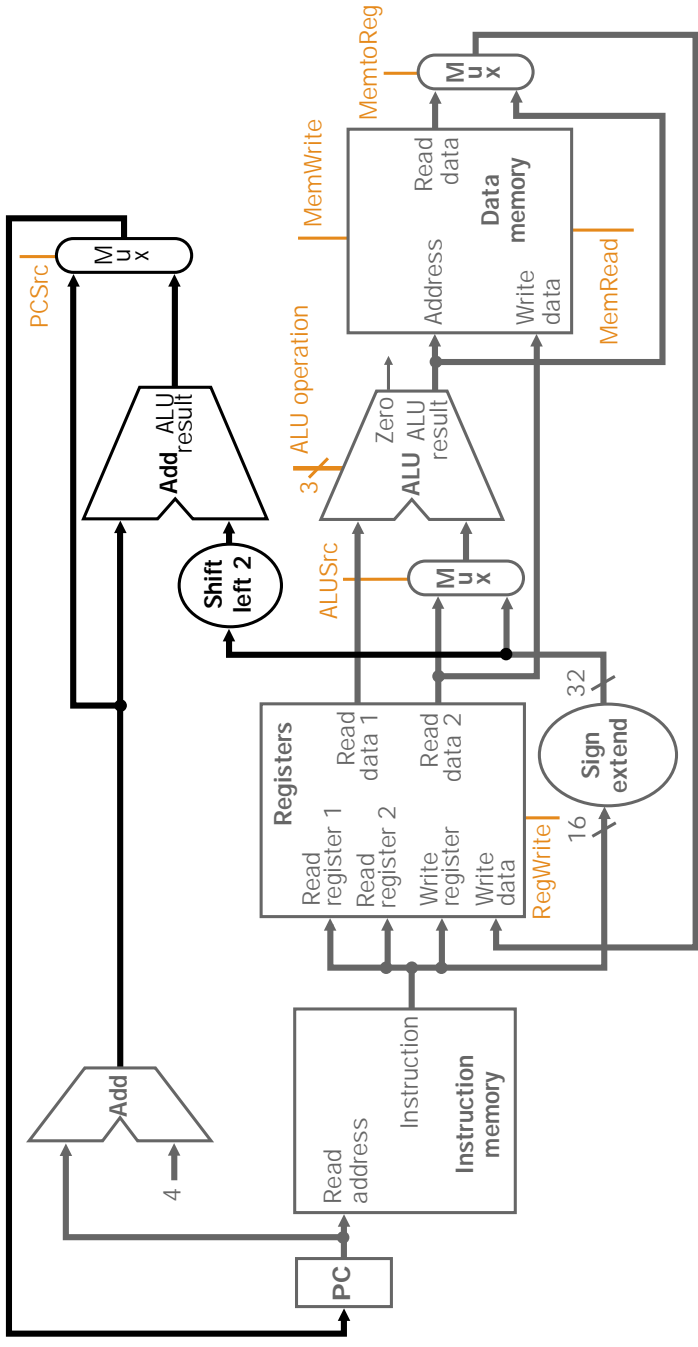 PCSrc
M
u
x
Add
4
Add
ALU
result
Shift
left 2
PC
Read
address
Instruction
Instruction
memory
Registers
Read
register 1
Read
register 2
Write
register
Write
data
Read
data 1
Read
data 2
RegWrite
16
Sign
extend
32
ALUSrc
M
u
x
3
ALU operation
Zero
ALU
ALU
result
MemWrite
Address
Read
data
Write
data
Data
memory
MemRead
MemtoReg
M
u
x